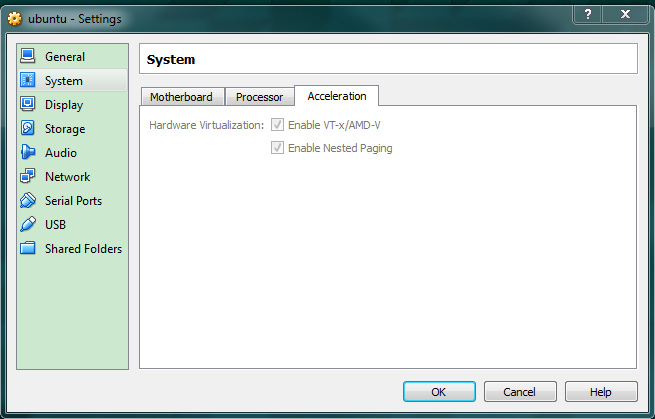 ubuntu - Settings
General
System
Display
Storage
Audio
Network
Serial Ports
USB
Shared Folders
System
Motherboard Processor Acceleration
Hardware Virtualization: Enable VT-x/AMD-V
Enable Nested Paging
OK Cancel Help